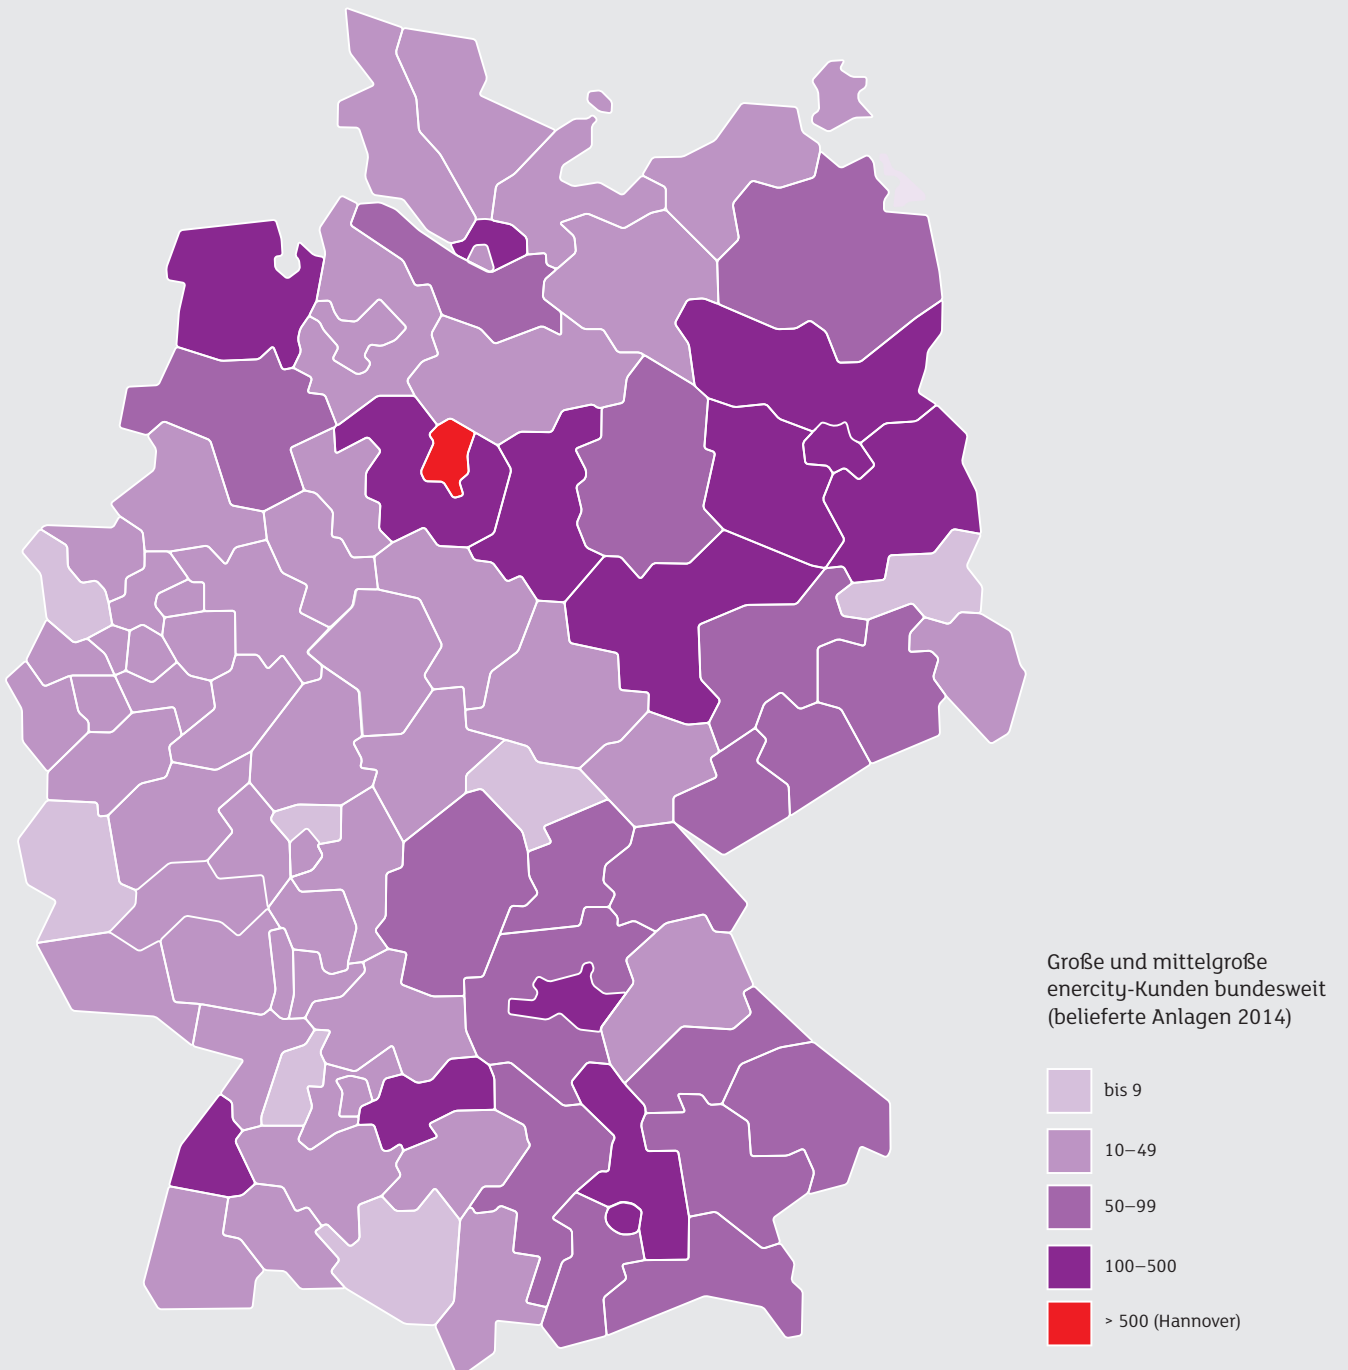 Große und mittelgroße
enercity-Kunden bundesweit
(belieferte Anlagen 2014)
bis 9
10–49
50–99
100–500
> 500 (Hannover)